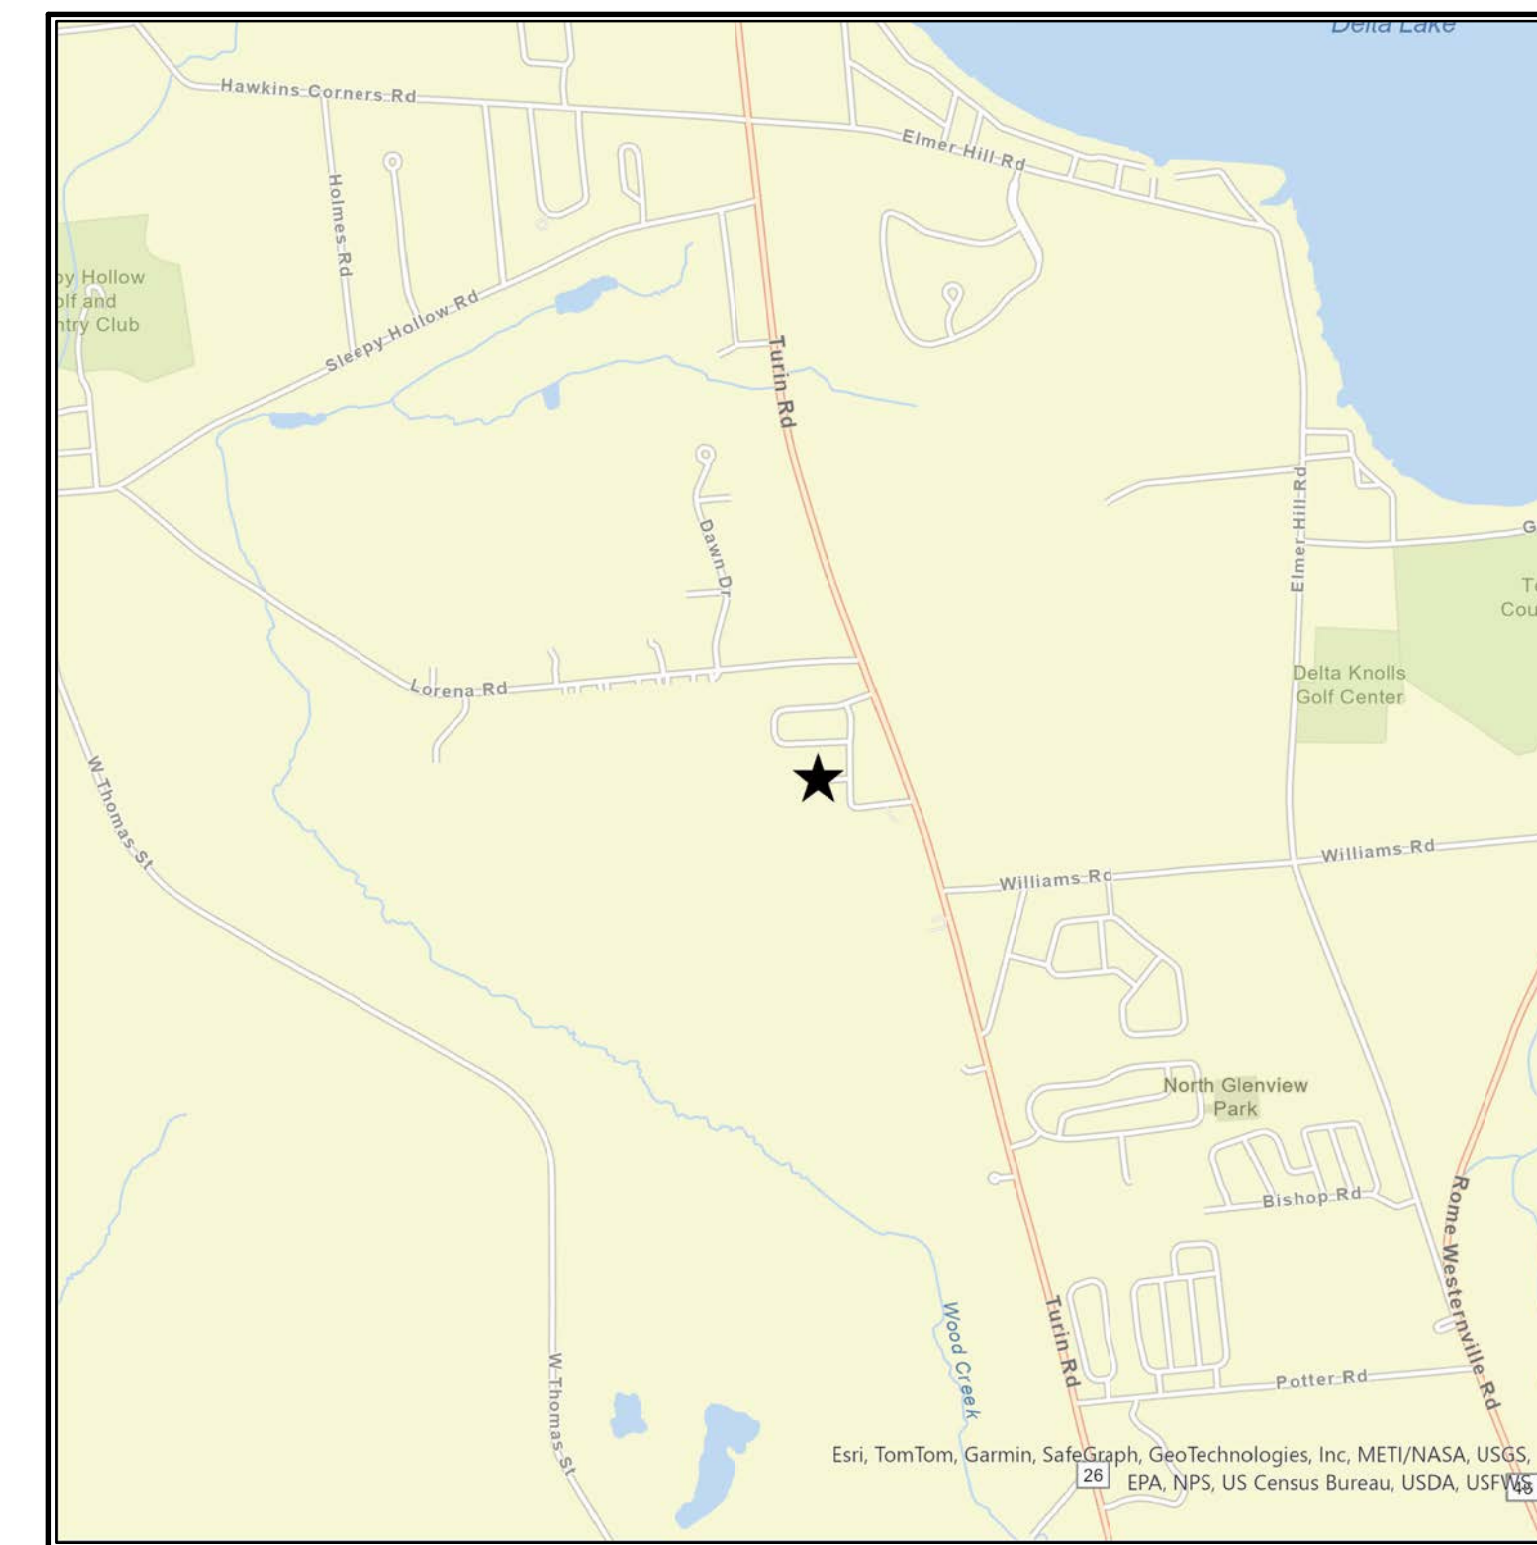 Delta Lake
Hawkins Corners Rd
Elmer Hill Rd
Holmes Rd
Hollow
and
Club
Sleepy Hollow Rd
Turin Rd
Elmer Hill Rd
Dawn Dr
Delta Knolls
Golf Center
Lorena Rd
W Thomas St
Williams Rd
Williams Rd
North Glenview
Park
Bishop Rd
Rome Westernville Rd
Wood Creek
Turin Rd
W Thomas St
Potter Rd
Esri, TomTom, Garmin, SafeGraph, GeoTechnologies, Inc, METI/NASA, USGS,
26
EPA, NPS, US Census Bureau, USDA, USFWS